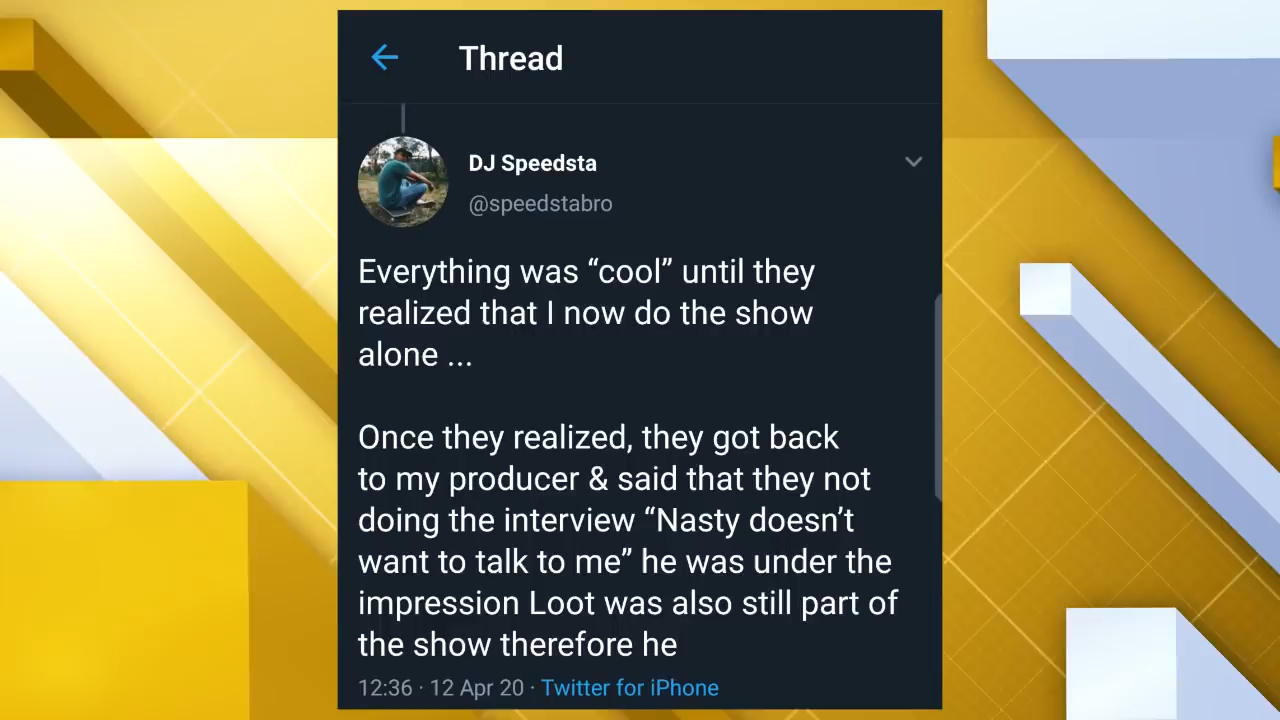 Thread
DJ Speedsta
@speedstabro
Everything was “cool” until they
realized that I now do the show
alone ...
Once they realized, they got back
to my producer & said that they not
doing the interview “Nasty doesn’t
want to talk to me” he was under the
impression Loot was also still part of
the show therefore he
12:36 · 12 Apr 20 · Twitter for iPhone